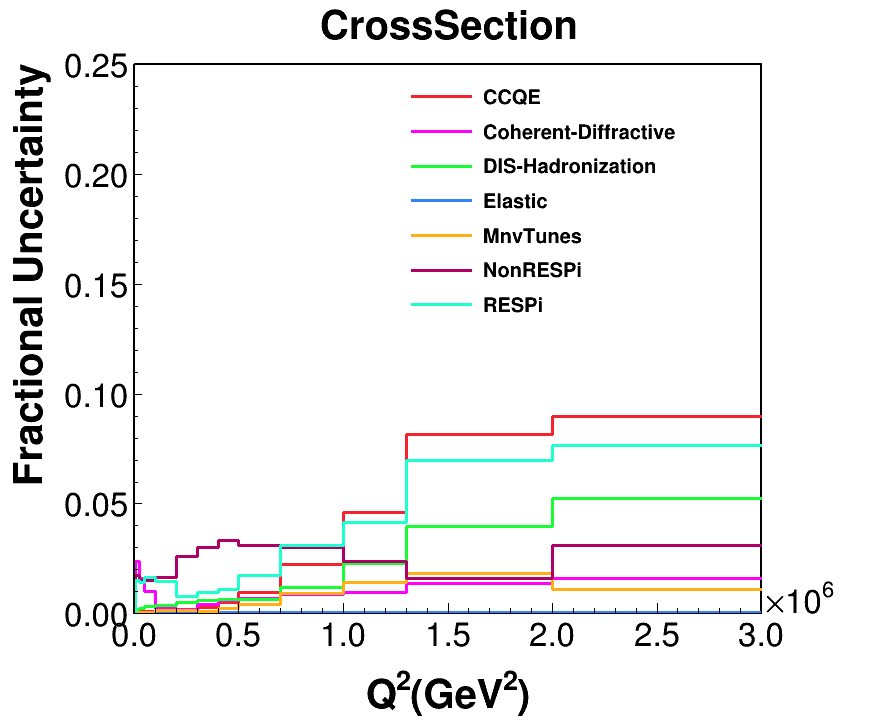 CrossSection
Fractional Uncertainty
0.25
0.20
0.15
0.10
0.05
0.00
CCQE
Coherent-Diffractive
DIS-Hadronization
Elastic
MnvTunes
NonRESPi
RESPi
0.0 0.5 1.0 1.5 2.0 2.5 3.0
×10⁶
Q²(GeV²)